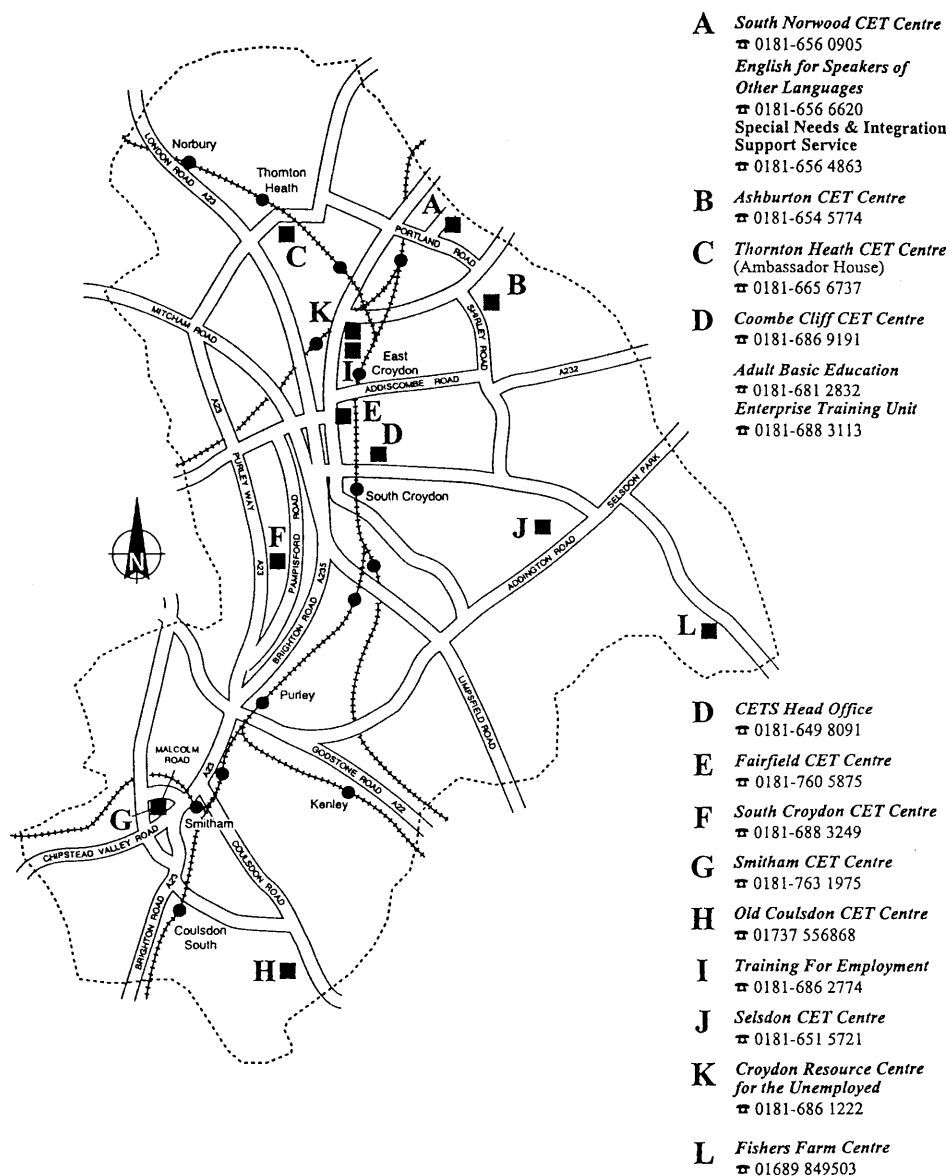 A South Norwood CET Centre
☎ 0181-656 0905
English for Speakers of
Other Languages
☎ 0181-656 6620
Special Needs & Integration
Support Service
☎ 0181-656 4863
B Ashburton CET Centre
☎ 0181-654 5774
C Thornton Heath CET Centre
(Ambassador House)
☎ 0181-665 6737
D Coombe Cliff CET Centre
☎ 0181-686 9191
Adult Basic Education
☎ 0181-681 2832
Enterprise Training Unit
☎ 0181-688 3113
D CETS Head Office
☎ 0181-649 8091
E Fairfield CET Centre
☎ 0181-760 5875
F South Croydon CET Centre
☎ 0181-688 3249
G Smitham CET Centre
☎ 0181-763 1975
H Old Coulsdon CET Centre
☎ 01737 556868
I Training For Employment
☎ 0181-686 2774
J Selsdon CET Centre
☎ 0181-651 5721
K Croydon Resource Centre
for the Unemployed
☎ 0181-686 1222
L Fishers Farm Centre
☎ 01689 849503
Norbury
LONDON ROAD A23
Thornton
Heath
A
PORTLAND ROAD
C
B
MITCHAM ROAD
K
SHIRLEY ROAD
I
East
Croydon
ADDISCOMBE ROAD
A232
A23
E
D
PURLEY WAY
South Croydon
SELSDON PARK
N
F
PAMPISFORD ROAD
J
A23
A235
ADDINGTON ROAD
BRIGHTON ROAD
L
LIMPSFIELD ROAD
Purley
MALCOLM
ROAD
A23
GODSTONE ROAD A22
Kenley
G
Smitham
CHIPSTEAD VALLEY ROAD
COULSDON ROAD
BRIGHTON ROAD A23
Coulsdon
South
H